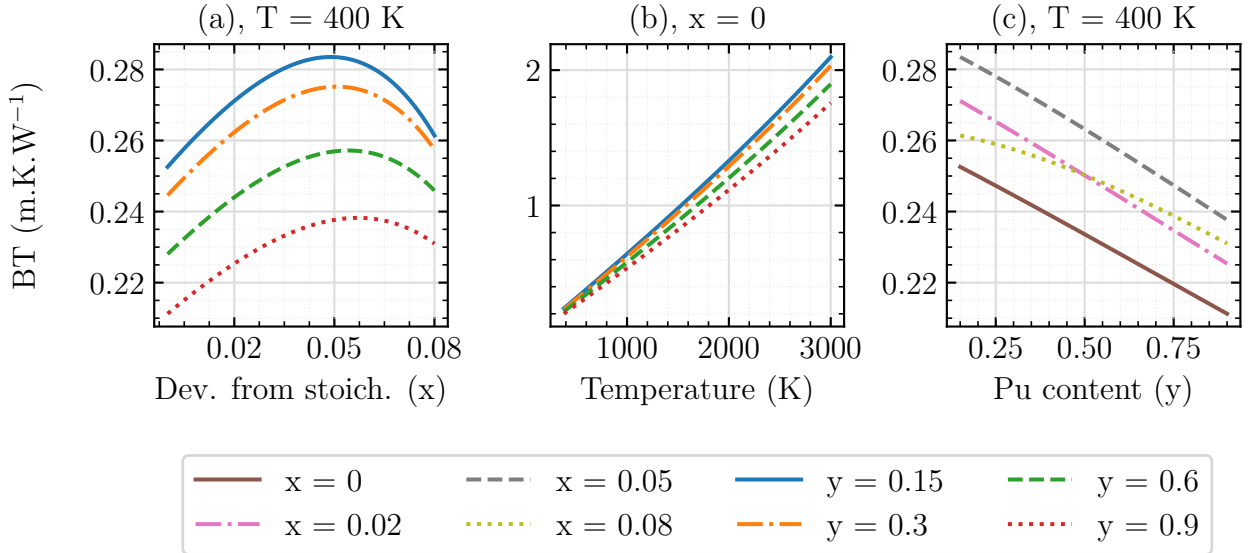 (a), T = 400 K
(b), x = 0
(c), T = 400 K
BT (m.K.W⁻¹)
0.28
0.26
0.24
0.22
0.02 0.05 0.08
Dev. from stoich. (x)
2
1
1000 2000 3000
Temperature (K)
0.28
0.26
0.24
0.22
0.25 0.50 0.75
Pu content (y)
x = 0 x = 0.05 y = 0.15 y = 0.6
x = 0.02 x = 0.08 y = 0.3 y = 0.9